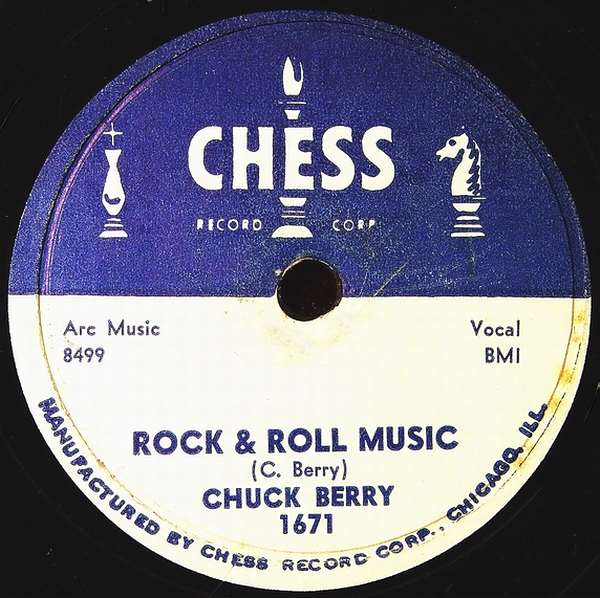 CHESS
RECORD CORP.
Arc Music
8499
Vocal
BMI
ROCK & ROLL MUSIC
(C. Berry)
CHUCK BERRY
1671
MANUFACTURED BY CHESS RECORD CORP., CHICAGO, ILL.